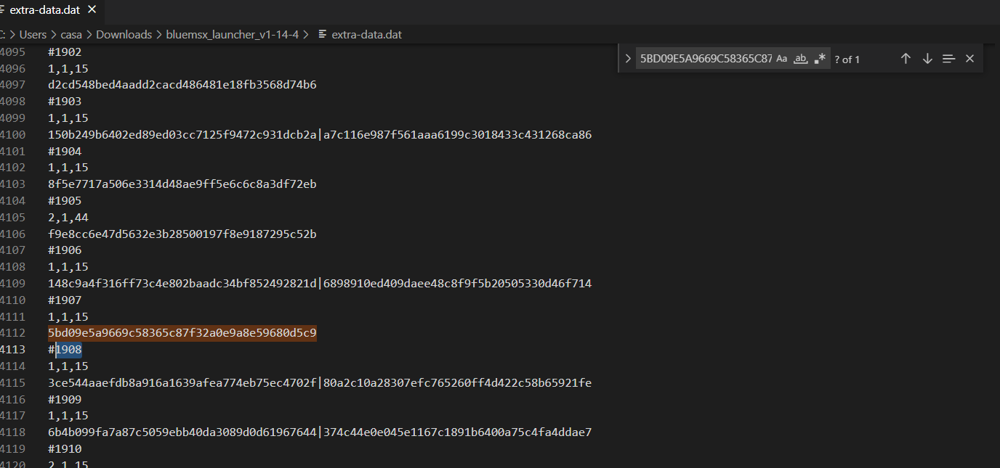 extra-data.dat
C: > Users > casa > Downloads > bluemsx_launcher_v1-14-4 > extra-data.dat
5BD09E5A9669C58365C87 Aa ab, .* ? of 1
4095 #1902
4096 1,1,15
4097 d2cd548bed4aadd2cacd486481e18fb3568d74b6
4098 #1903
4099 1,1,15
4100 150b249b6402ed89ed03cc7125f9472c931dcb2a|a7c116e987f561aaa6199c3018433c431268ca86
4101 #1904
4102 1,1,15
4103 8f5e7717a506e3314d48ae9ff5e6c6c8a3df72eb
4104 #1905
4105 2,1,44
4106 f9e8cc6e47d5632e3b28500197f8e9187295c52b
4107 #1906
4108 1,1,15
4109 148c9a4f316ff73c4e802baadc34bf852492821d|6898910ed409daee48c8f9f5b20505330d46f714
4110 #1907
4111 1,1,15
4112 5bd09e5a9669c58365c87f32a0e9a8e59680d5c9
4113 #1908
4114 1,1,15
4115 3ce544aaefdb8a916a1639afea774eb75ec4702f|80a2c10a28307efc765260ff4d422c58b65921fe
4116 #1909
4117 1,1,15
4118 6b4b099fa7a87c5059ebb40da3089d0d61967644|374c44e0e045e1167c1891b6400a75c4fa4ddae7
4119 #1910
4120 2,1,15